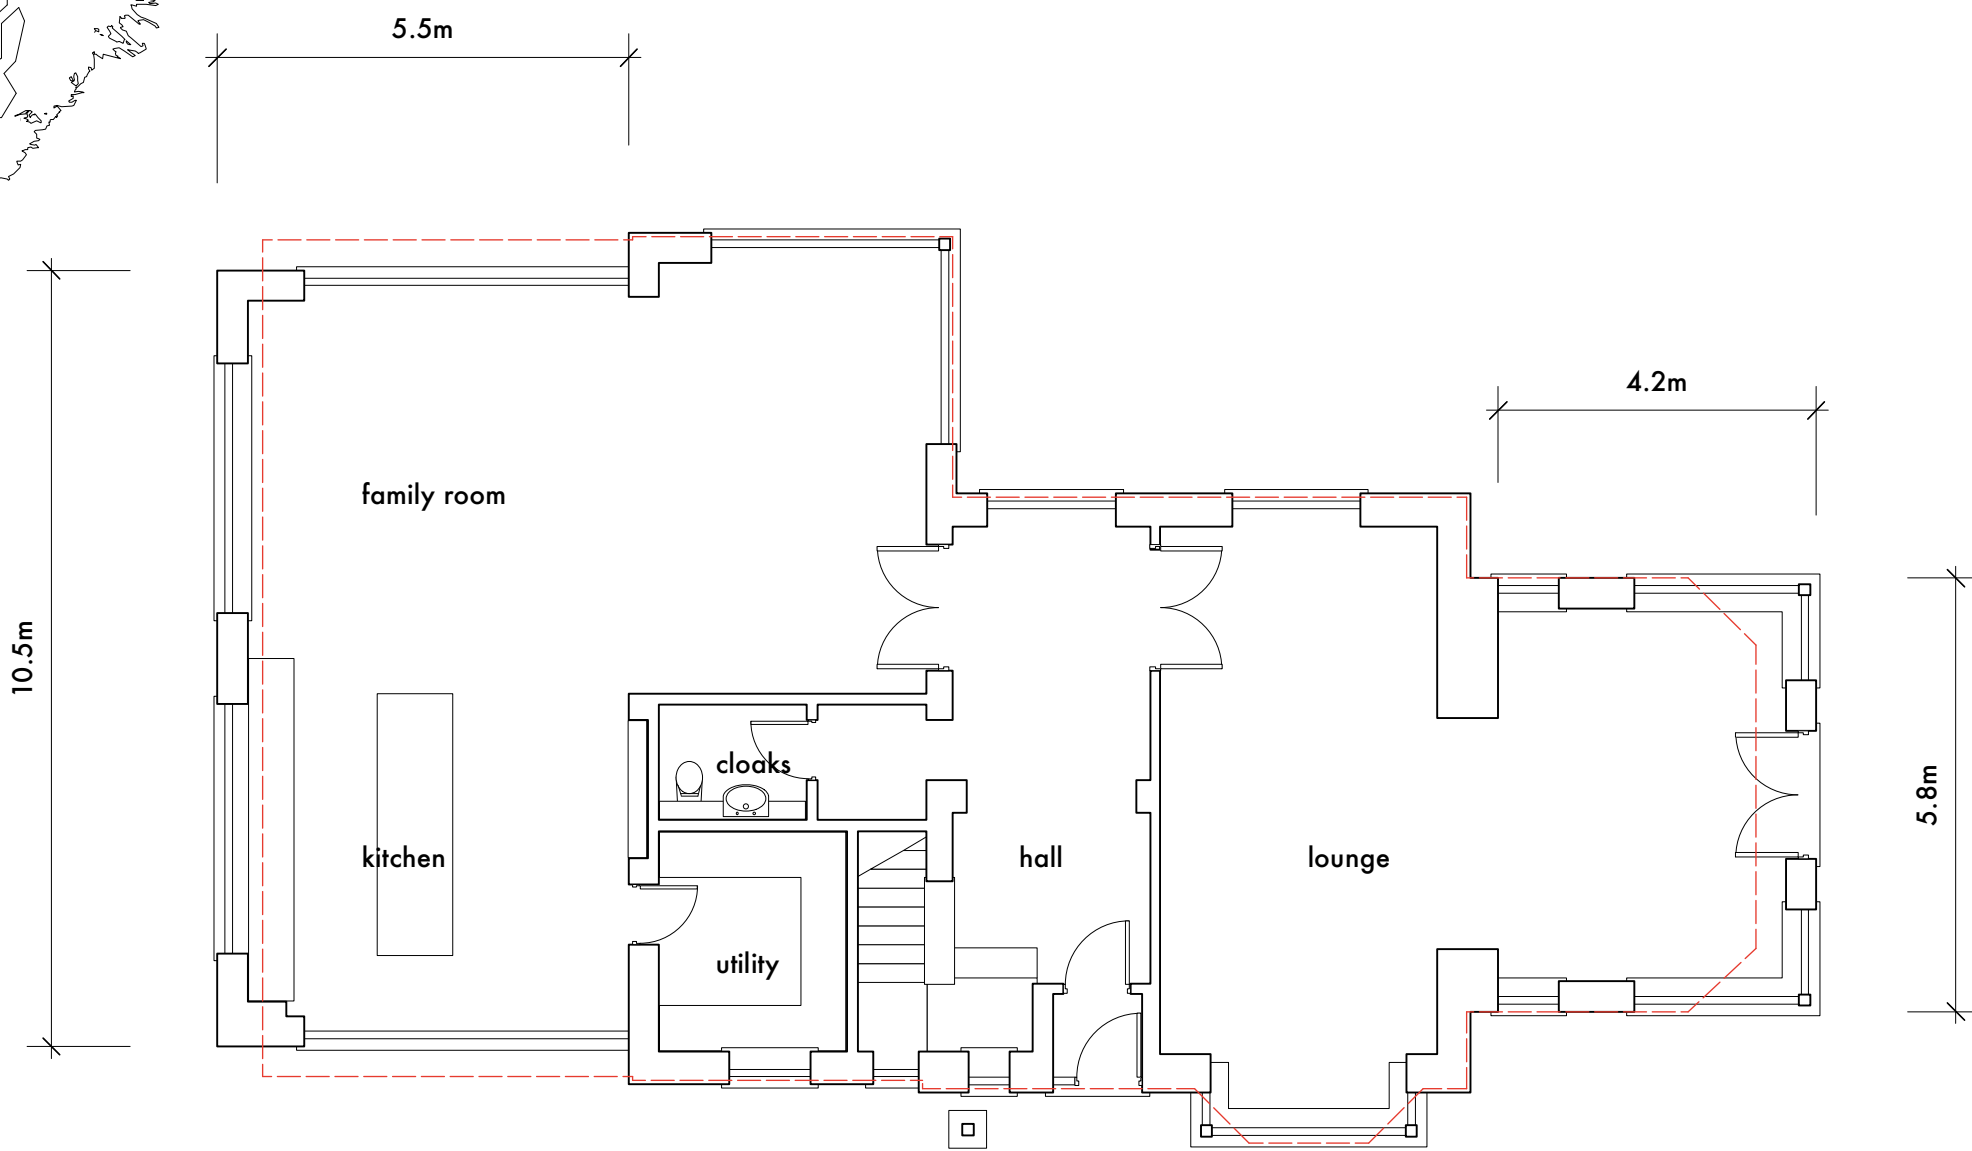 5.5m
4.2m
family room
10.5m
cloaks
5.8m
kitchen
hall
lounge
utility